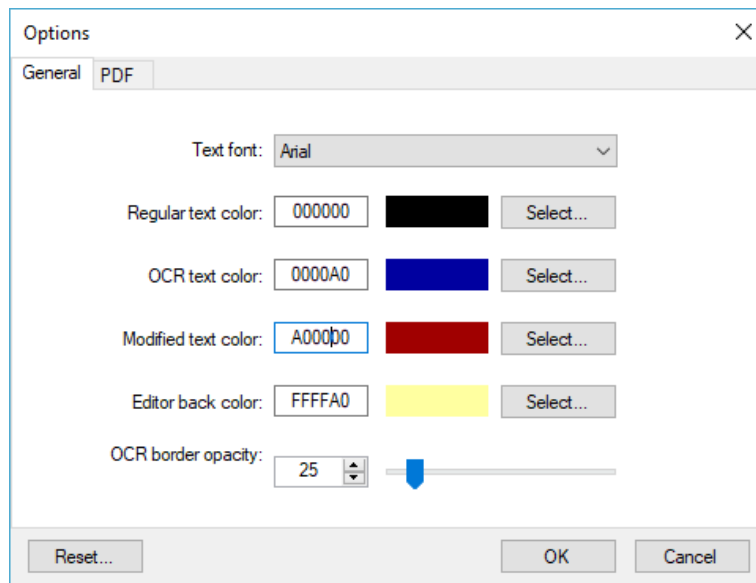 Options
General PDF
Text font: Arial
Regular text color: 000000 Select...
OCR text color: 0000A0 Select...
Modified text color: A00000 Select...
Editor back color: FFFFA0 Select...
OCR border opacity: 25
Reset... OK Cancel